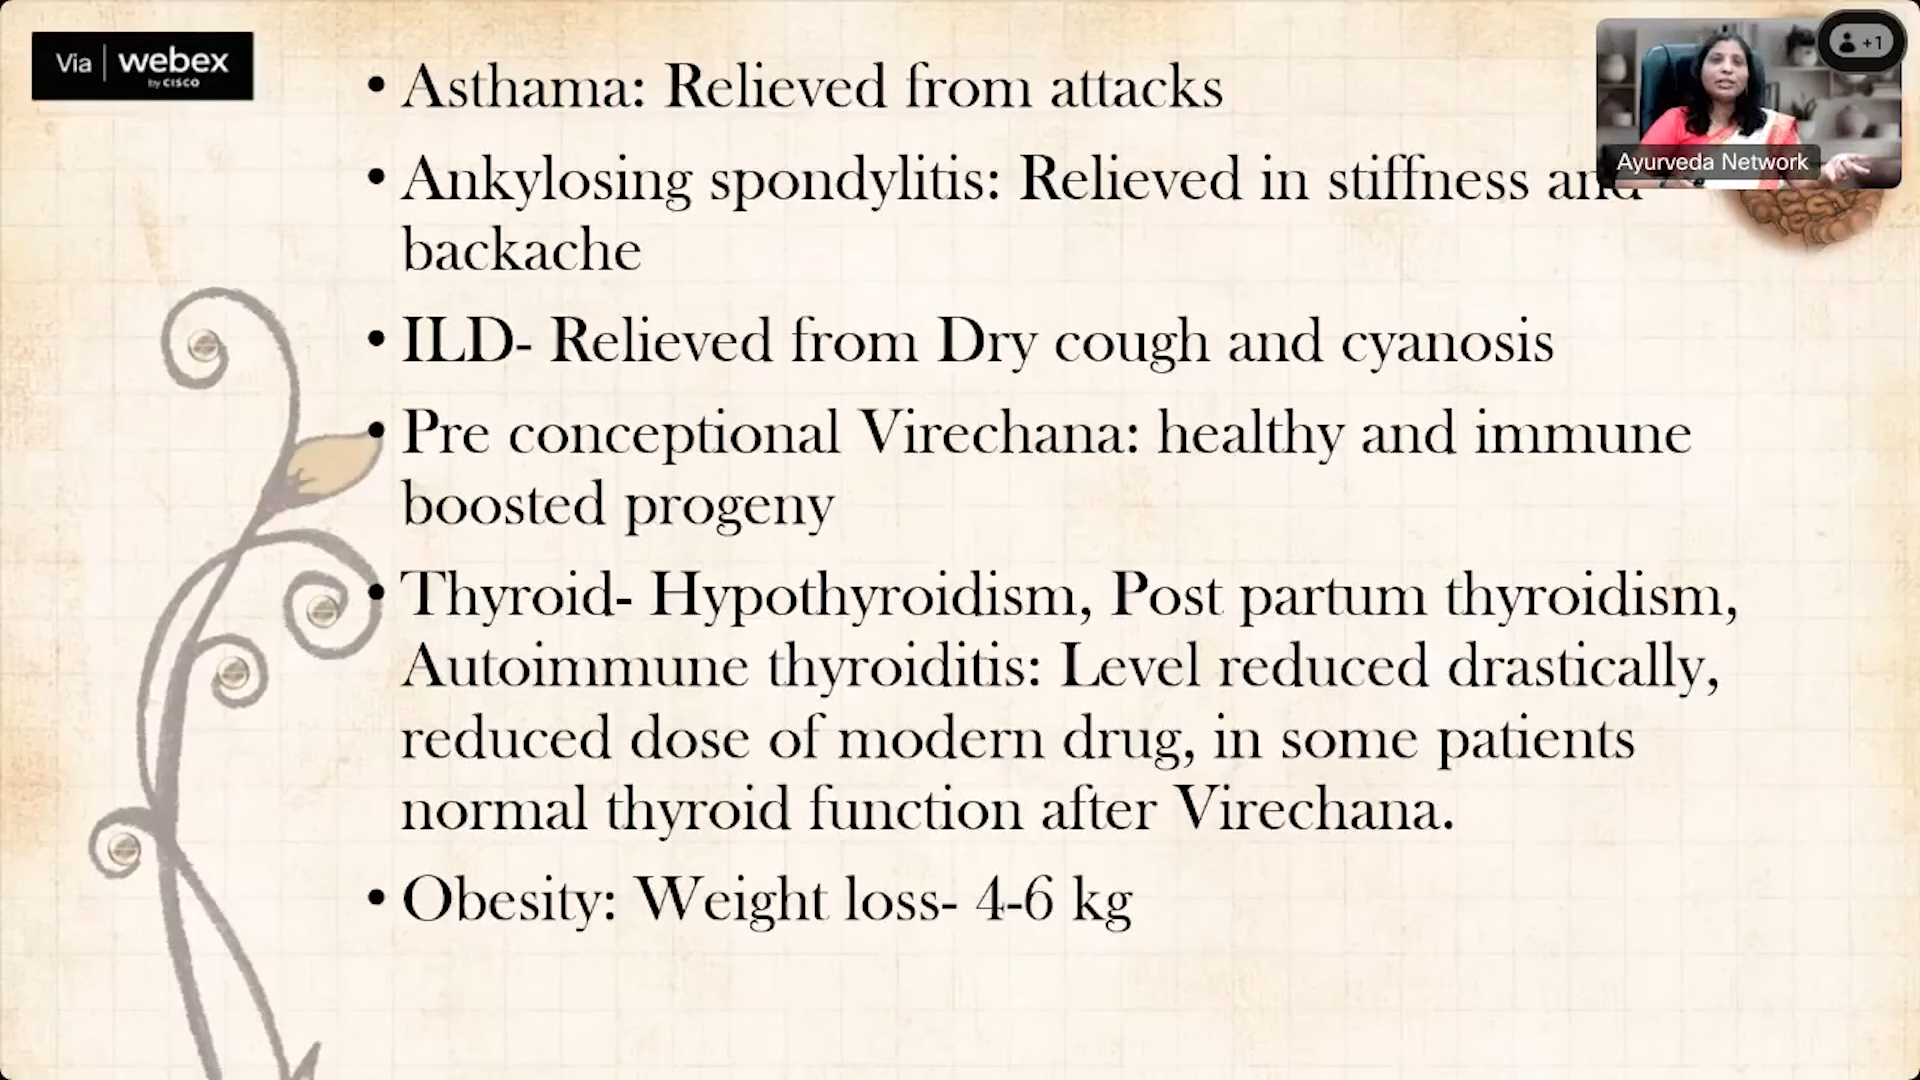 Via | webex
by CISCO
+1
Ayurveda Network
• Asthama: Relieved from attacks
• Ankylosing spondylitis: Relieved in stiffness and
backache
• ILD- Relieved from Dry cough and cyanosis
• Pre conceptional Virechana: healthy and immune
boosted progeny
• Thyroid- Hypothyroidism, Post partum thyroidism,
Autoimmune thyroiditis: Level reduced drastically,
reduced dose of modern drug, in some patients
normal thyroid function after Virechana.
• Obesity: Weight loss- 4-6 kg